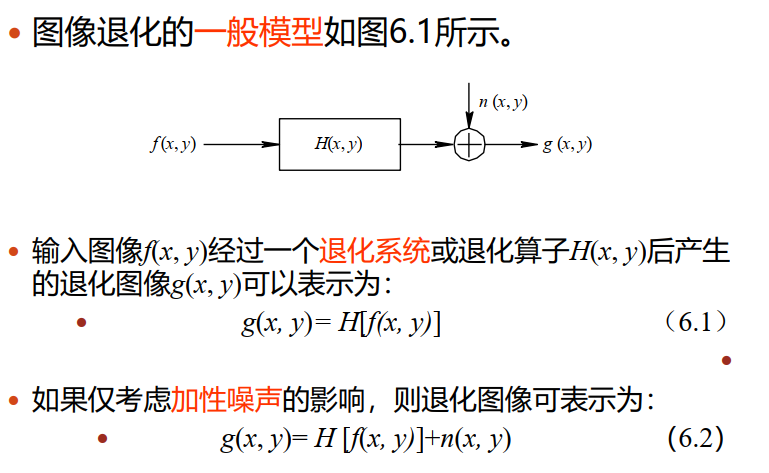 图像退化的一般模型如图6.1所示。
n (x, y)
f (x, y)
H(x, y)
g (x, y)
输入图像f(x, y)经过一个退化系统或退化算子H(x, y)后产生
的退化图像g(x, y)可以表示为：
g(x, y)= H[f(x, y)] （6.1）
如果仅考虑加性噪声的影响，则退化图像可表示为：
g(x, y)= H [f(x, y)]+n(x, y) （6.2）